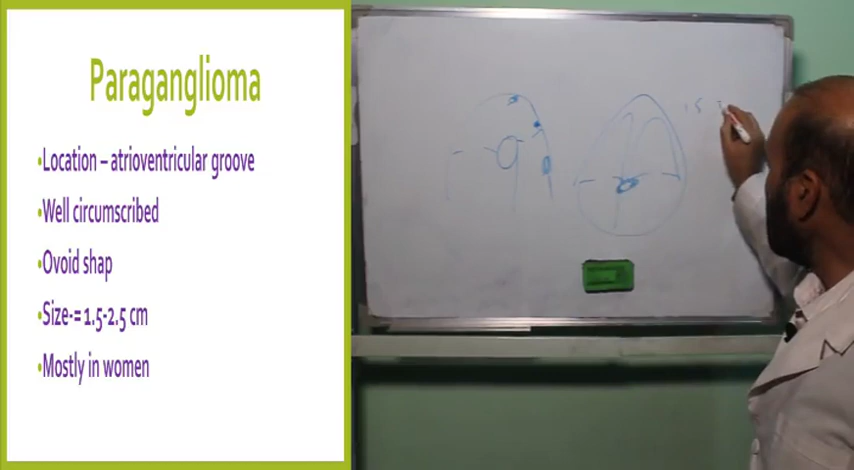 Paraganglioma
•Location – atrioventricular groove
•Well circumscribed
•Ovoid shap
•Size-= 1.5-2.5 cm
•Mostly in women